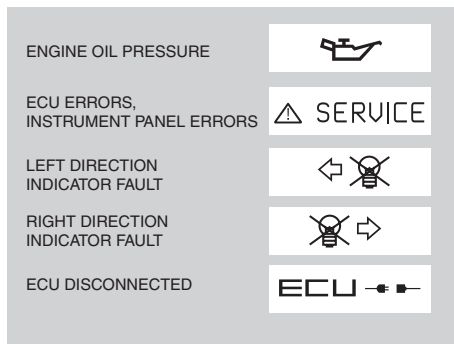 ENGINE OIL PRESSURE
ECU ERRORS,
INSTRUMENT PANEL ERRORS
SERVICE
LEFT DIRECTION
INDICATOR FAULT
RIGHT DIRECTION
INDICATOR FAULT
ECU DISCONNECTED
ECU